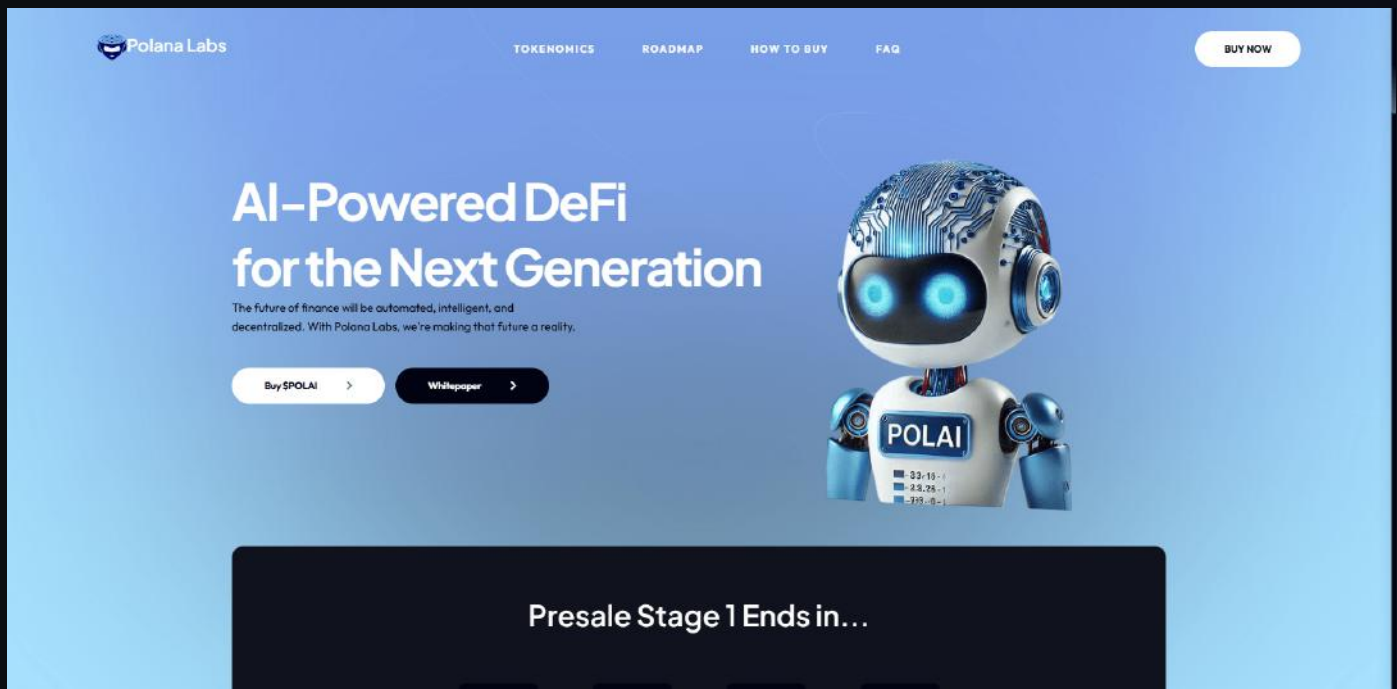 Polana Labs
TOKENOMICS
ROADMAP
HOW TO BUY
FAQ
BUY NOW
AI-Powered DeFi
for the Next Generation
The future of finance will be automated, intelligent, and
decentralized. With Polana Labs, we're making that future a reality.
Buy $POLAI
Whitepaper
POLAI
Presale Stage 1 Ends in...